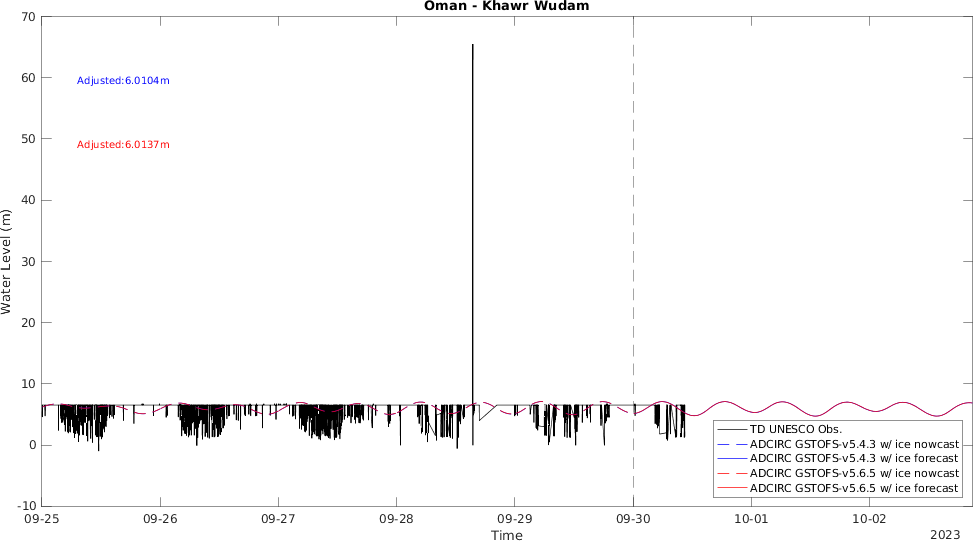 Oman - Khawr Wudam
70
60
50
40
30
20
10
0
-10
Water Level (m)
Adjusted:6.0104m
Adjusted:6.0137m
TD UNESCO Obs.
ADCIRC GSTOFS-v5.4.3 w/ ice nowcast
ADCIRC GSTOFS-v5.4.3 w/ ice forecast
ADCIRC GSTOFS-v5.6.5 w/ ice nowcast
ADCIRC GSTOFS-v5.6.5 w/ ice forecast
09-25 09-26 09-27 09-28 09-29 09-30 10-01 10-02
Time
2023